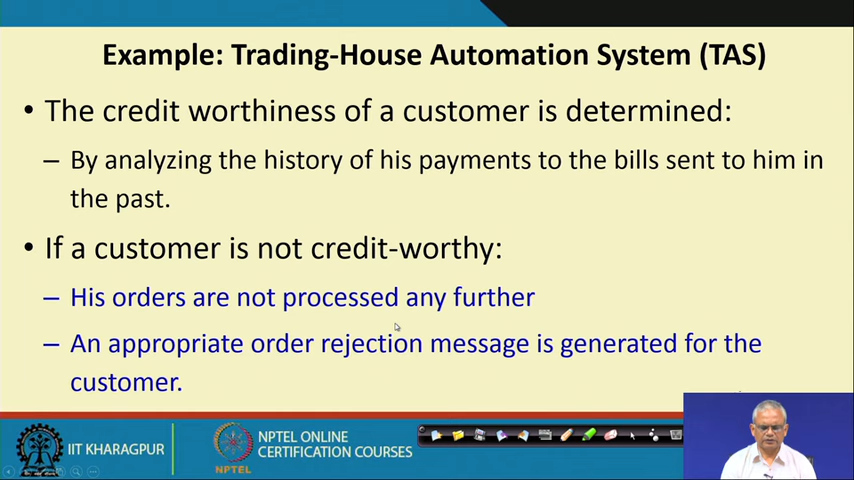 Example: Trading-House Automation System (TAS)
• The credit worthiness of a customer is determined:
– By analyzing the history of his payments to the bills sent to him in
the past.
• If a customer is not credit-worthy:
– His orders are not processed any further
– An appropriate order rejection message is generated for the
customer.
IIT KHARAGPUR
NPTEL
NPTEL ONLINE
CERTIFICATION COURSES